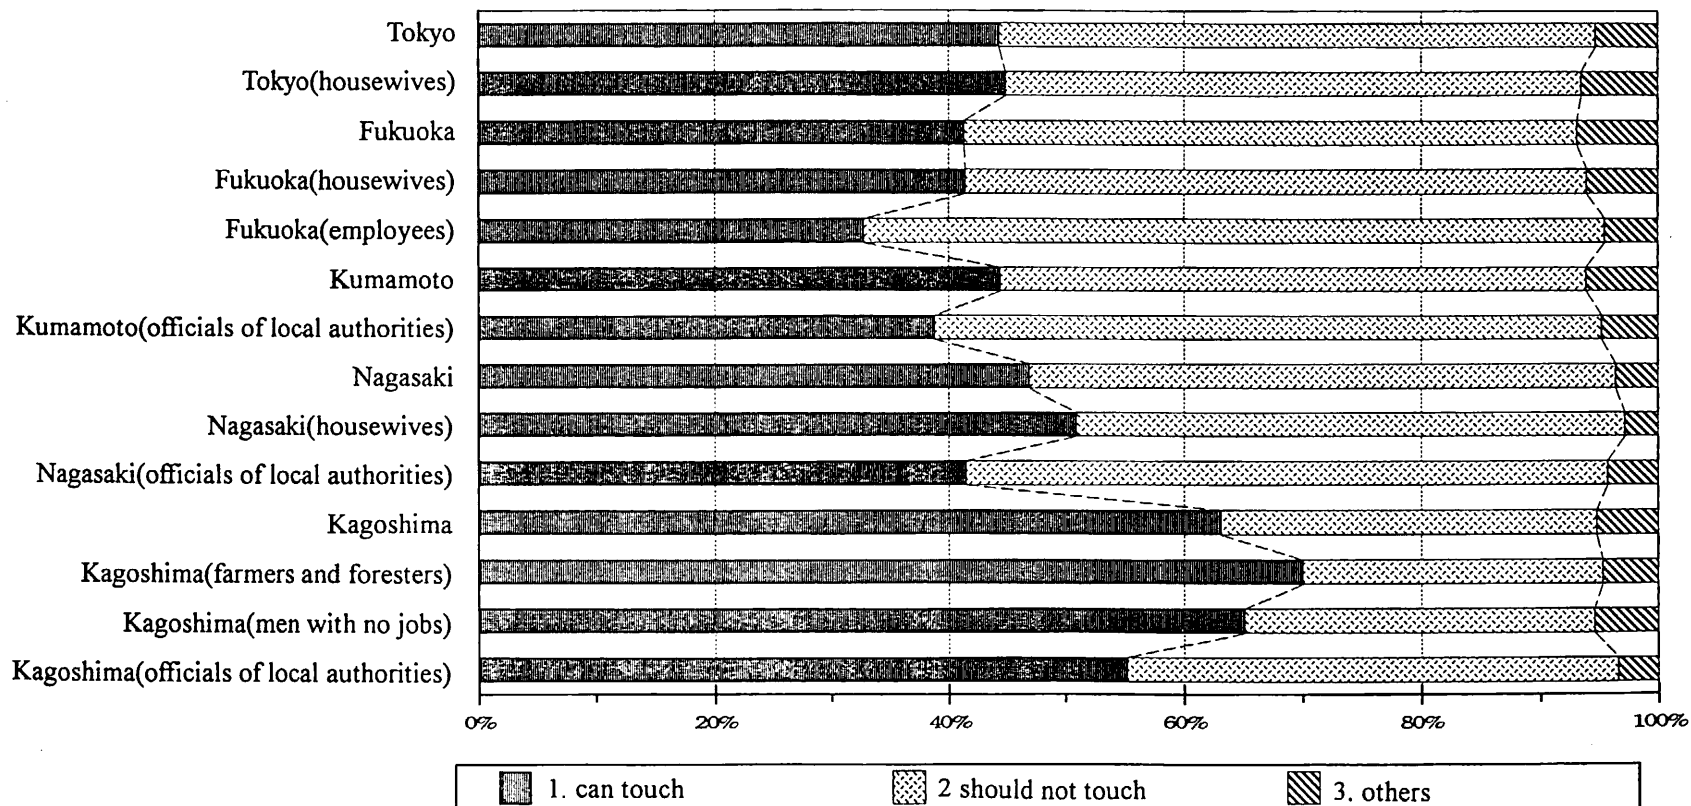 Tokyo
Tokyo(housewives)
Fukuoka
Fukuoka(housewives)
Fukuoka(employees)
Kumamoto
Kumamoto(officials of local authorities)
Nagasaki
Nagasaki(housewives)
Nagasaki(officials of local authorities)
Kagoshima
Kagoshima(farmers and foresters)
Kagoshima(men with no jobs)
Kagoshima(officials of local authorities)
0% 20% 40% 60% 80% 100%
1. can touch 2 should not touch 3. others